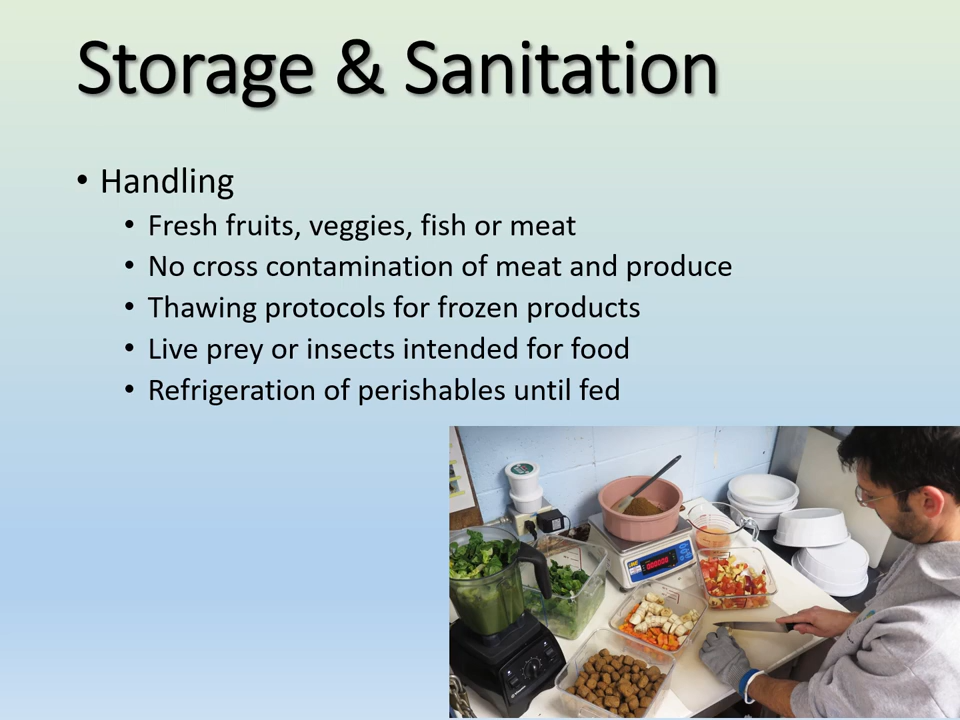 Storage & Sanitation
• Handling
• Fresh fruits, veggies, fish or meat
• No cross contamination of meat and produce
• Thawing protocols for frozen products
• Live prey or insects intended for food
• Refrigeration of perishables until fed